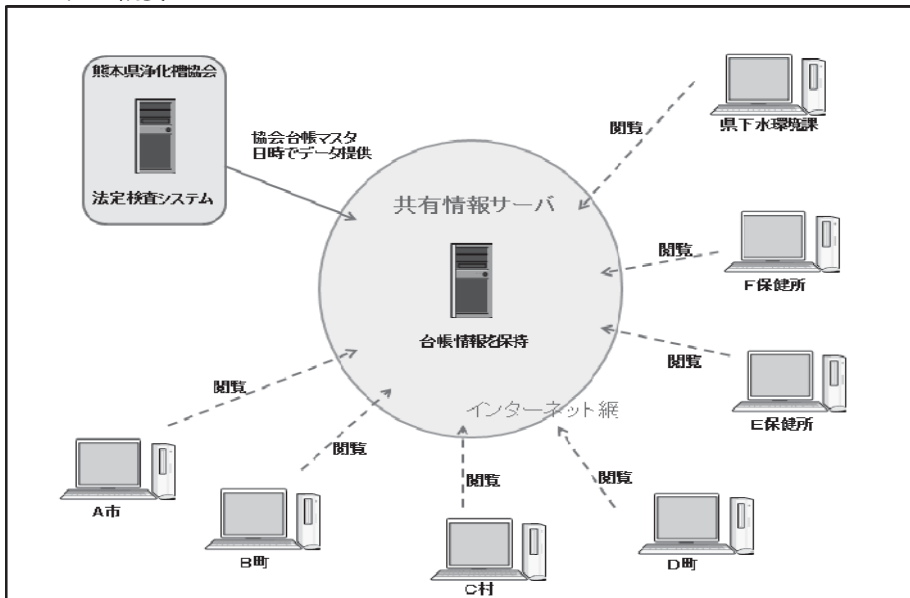 熊本県浄化槽協会
法定検査システム
協会台帳マスタ
日時でデータ提供
共有情報サーバ
台帳情報を保持
インターネット網
閲覧
県下水環境課
閲覧
F保健所
閲覧
E保健所
閲覧
A市
閲覧
B町
閲覧
C村
閲覧
D町